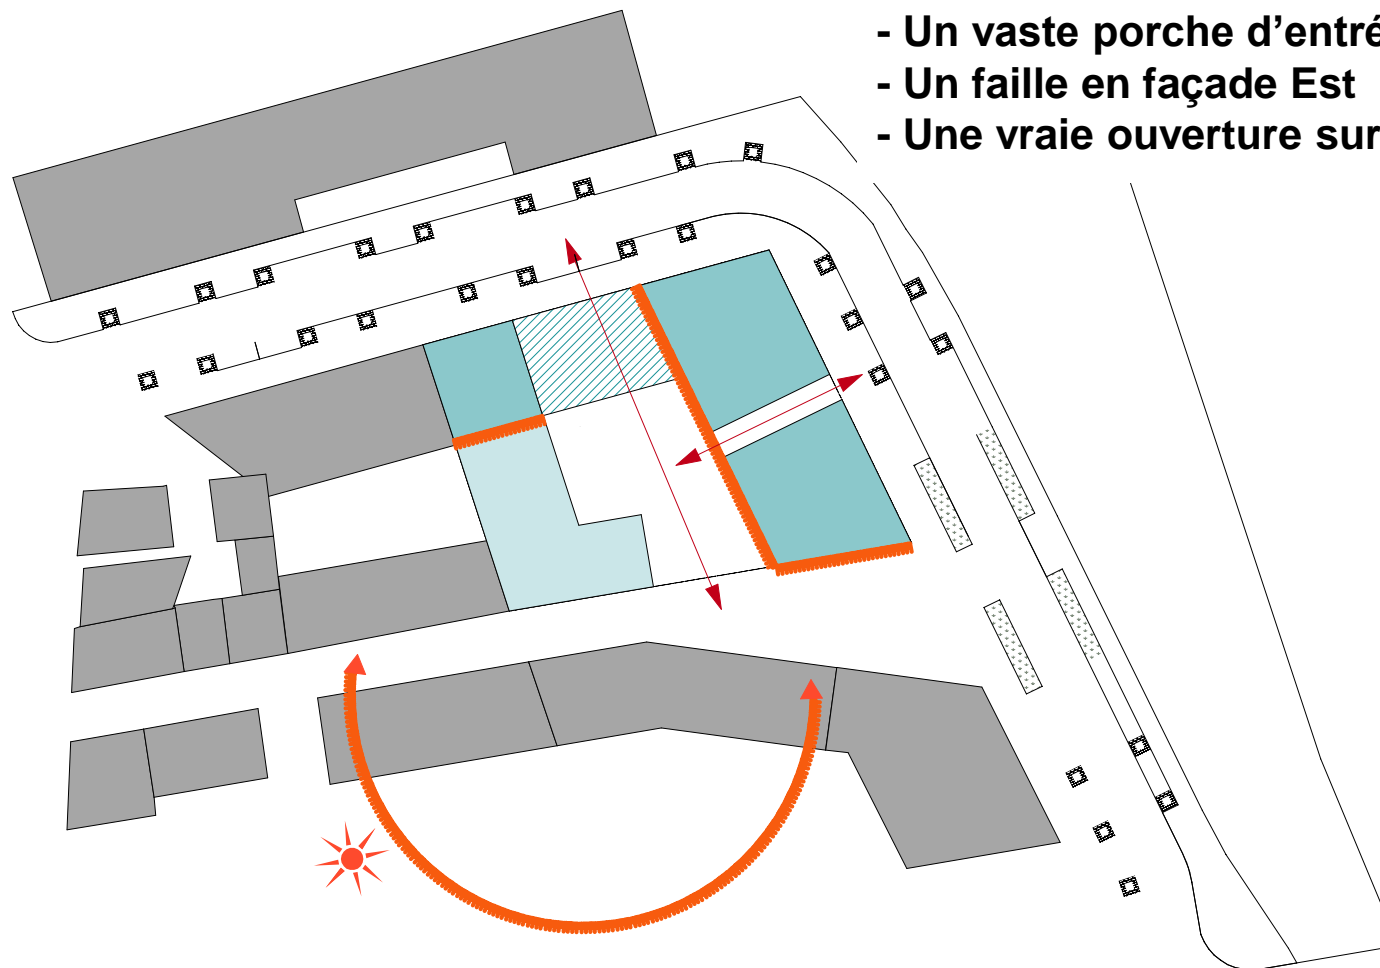 - Un vaste porche d’entré
- Un faille en façade Est
- Une vraie ouverture sur